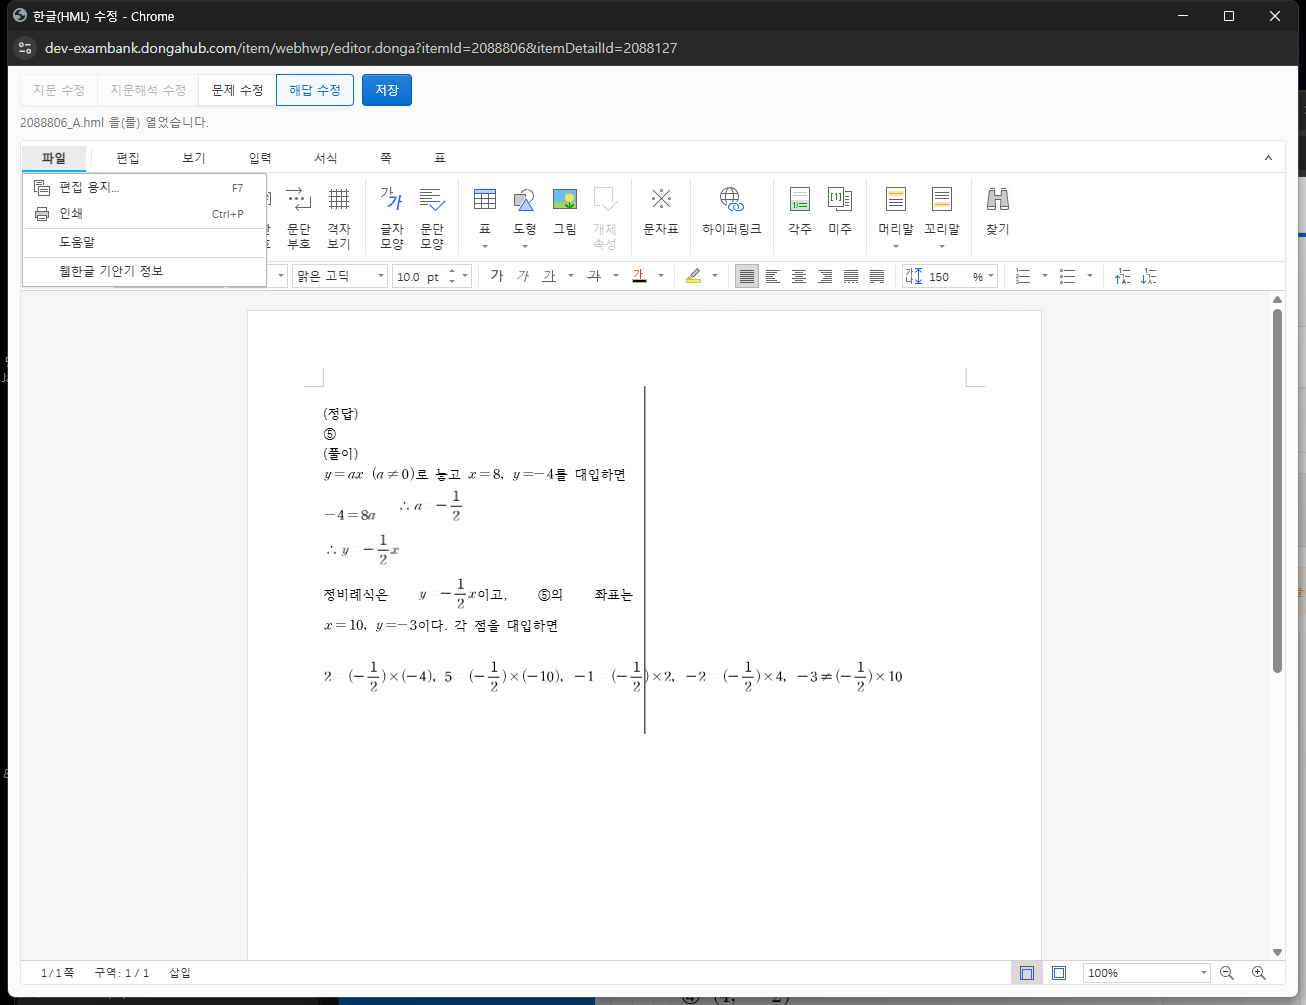 한글(HML) 수정 - Chrome
dev-exambank.dongahub.com/item/webhwp/editor.donga?itemId=2088806&itemDetailId=2088127
지문 수정 지문해석 수정 문제 수정 해답 수정 저장
2088806_A.hml 을(를) 열었습니다.
파일 편집 보기 입력 서식 쪽 표
편집 용지... F7
인쇄 Ctrl+P
도움말
웹한글 기안기 정보
문단 부호 격자 보기 글자 모양 문단 모양 표 도형 그림 개체 속성 문자표 하이퍼링크 각주 미주 머리말 꼬리말 찾기
맑은 고딕 10.0 pt 가 가 가 가 가 150 %
(정답)
⑤
(풀이)
y=ax (a≠0)로 놓고 x=8, y=-4를 대입하면
-4=8a ∴ a -1/2
∴ y -1/2x
정비례식은 y -1/2x이고, ⑤의 좌표는
x=10, y=-3이다. 각 점을 대입하면
2=(-1/2)×(-4), 5=(-1/2)×(-10), -1=(-1/2)×2, -2=(-1/2)×4, -3≠(-1/2)×10
1/1쪽 구역: 1/1 삽입
100%